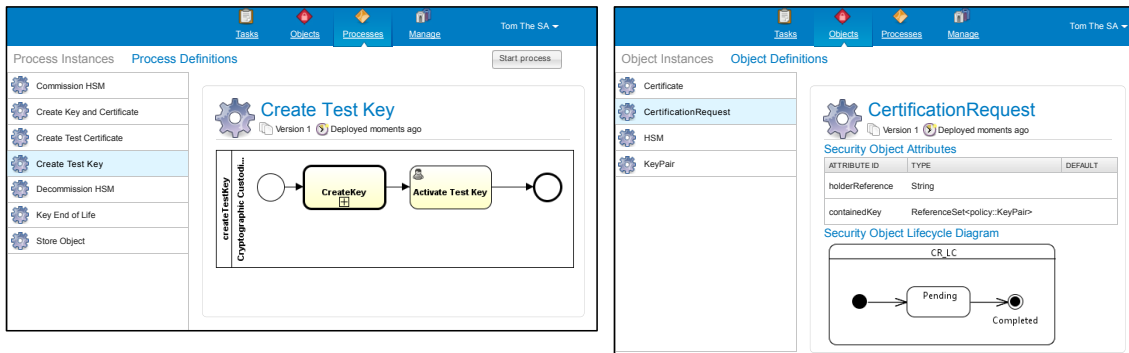 Tasks Objects Processes Manage Tom The SA
Process Instances Process Definitions Start process
Commission HSM
Create Key and Certificate
Create Test Certificate
Create Test Key
Decommission HSM
Key End of Life
Store Object
Create Test Key
Version 1 Deployed moments ago
createTestKey
Cryptographic Custodi...
CreateKey
Activate Test Key
Tasks Objects Processes Manage Tom The SA
Object Instances Object Definitions
Certificate
CertificationRequest
HSM
KeyPair
CertificationRequest
Version 1 Deployed moments ago
Security Object Attributes
ATTRIBUTE ID TYPE DEFAULT
holderReference String
containedKey ReferenceSet<policy::KeyPair>
Security Object Lifecycle Diagram
CR_LC
Pending
Completed